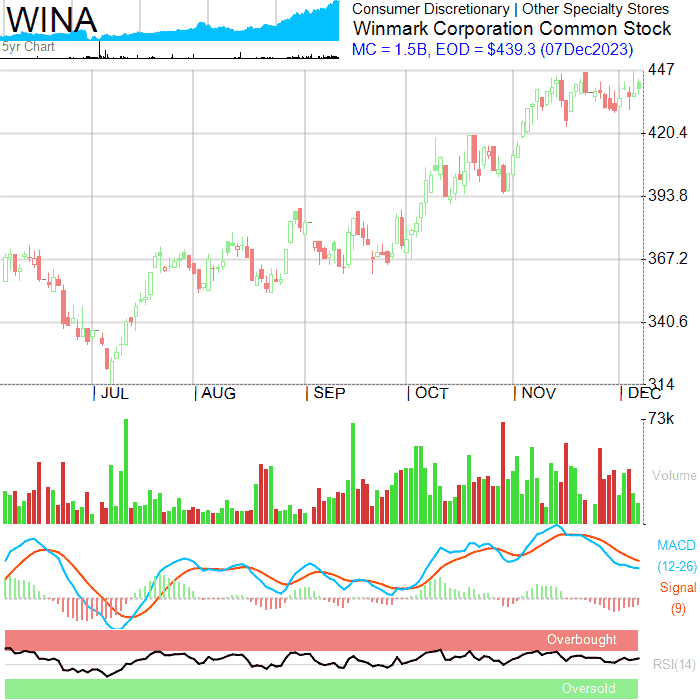 WINA
5yr Chart
Consumer Discretionary | Other Specialty Stores
Winmark Corporation Common Stock
MC = 1.5B, EOD = $439.3 (07Dec2023)
447
420.4
393.8
367.2
340.6
314
JUL AUG SEP OCT NOV DEC
73k
Volume
MACD
(12-26)
Signal
(9)
Overbought
RSI(14)
Oversold